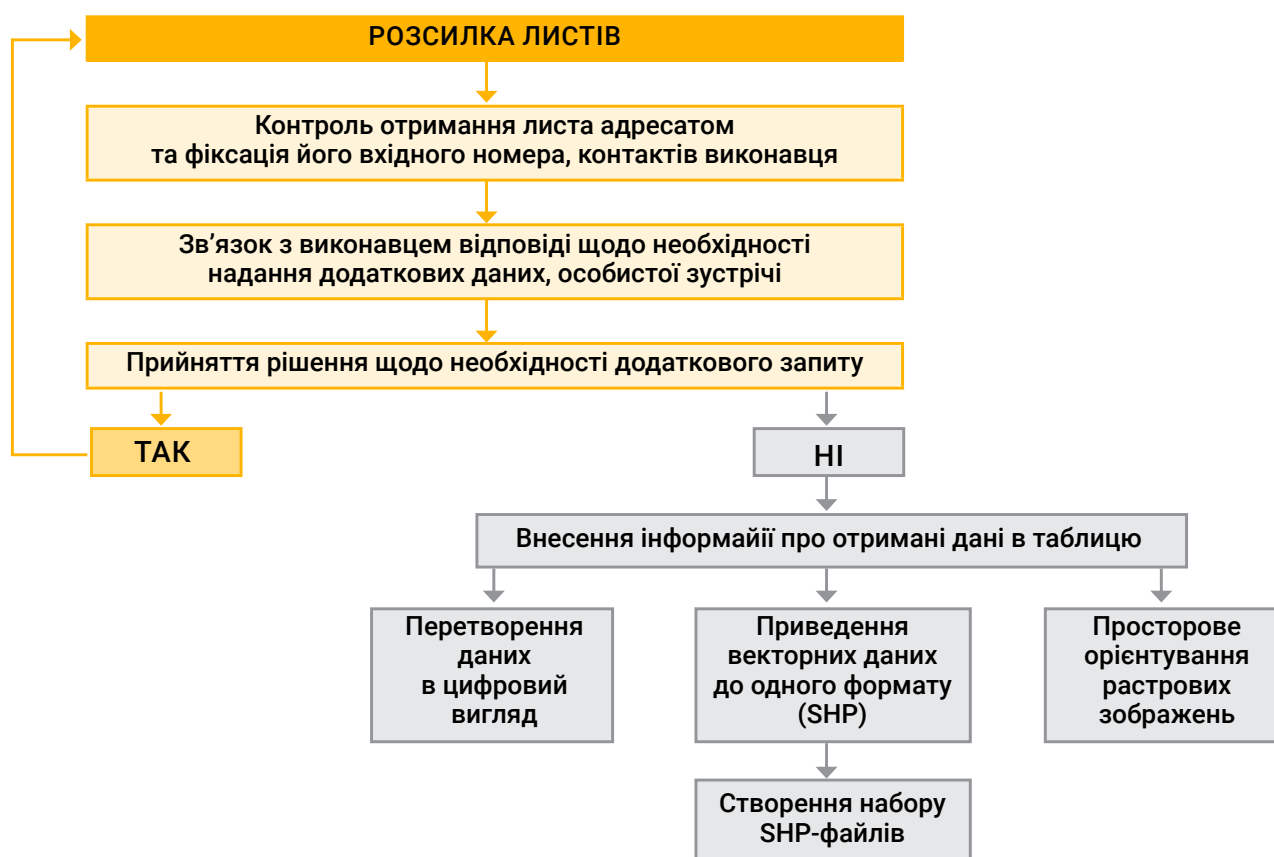 РОЗСИЛКА ЛИСТІВ
Контроль отримання листа адресатом
та фіксація його вхідного номера, контактів виконавця
Зв’язок з виконавцем відповіді щодо необхідності
надання додаткових даних, особистої зустрічі
Прийняття рішення щодо необхідності додаткового запиту
ТАК
НІ
Внесення інформайії про отримані дані в таблицю
Перетворення
даних
в цифровий
вигляд
Приведення
векторних даних
до одного формату
(SHP)
Просторове
орієнтування
растрових
зображень
Створення набору
SHP-файлів